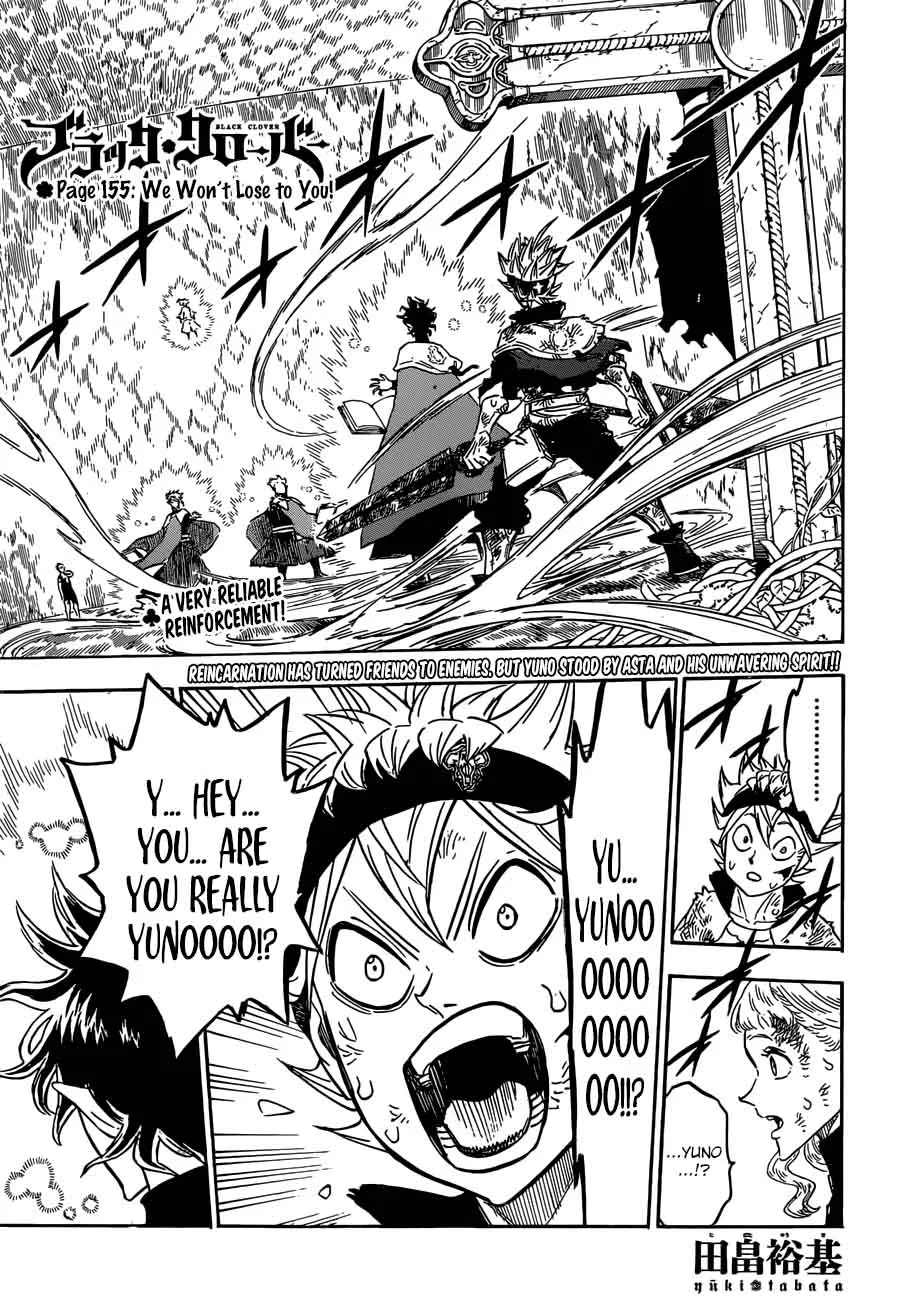 BLACK CLOVER
ブラック・クローバー
Page 155: We Won't Lose to You!
A VERY RELIABLE
REINFORCEMENT!
REINCARNATION HAS TURNED FRIENDS TO ENEMIES. BUT YUNO STOOD BY ASTA AND HIS UNWAVERING SPIRIT!!
.........
...YUNO
...!?
YU...
YUNOO
OOOO
OOOO
OO!!?
Y... HEY...
YOU... ARE
YOU REALLY
YUNOOOO!?
田畠裕基
yūki tabata